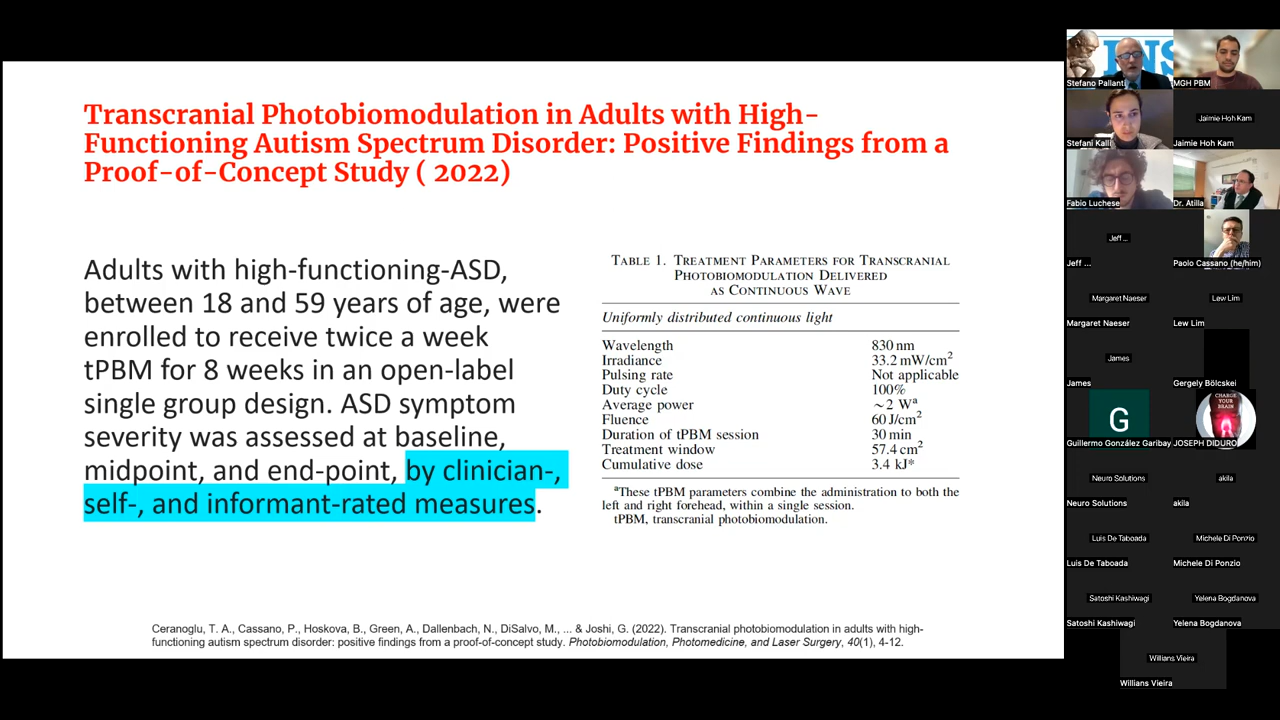 Transcranial Photobiomodulation in Adults with High-
Functioning Autism Spectrum Disorder: Positive Findings from a
Proof-of-Concept Study ( 2022)
Adults with high-functioning-ASD,
between 18 and 59 years of age, were
enrolled to receive twice a week
tPBM for 8 weeks in an open-label
single group design. ASD symptom
severity was assessed at baseline,
midpoint, and end-point, by clinician-,
self-, and informant-rated measures.
TABLE 1. TREATMENT PARAMETERS FOR TRANSCRANIAL
PHOTOBIOMODULATION DELIVERED
AS CONTINUOUS WAVE
Uniformly distributed continuous light
Wavelength 830 nm
Irradiance 33.2 mW/cm2
Pulsing rate Not applicable
Duty cycle 100%
Average power ~2 Wa
Fluence 60 J/cm2
Duration of tPBM session 30 min
Treatment window 57.4 cm2
Cumulative dose 3.4 kJ*
aThese tPBM parameters combine the administration to both the
left and right forehead, within a single session.
tPBM, transcranial photobiomodulation.
Ceranoglu, T. A., Cassano, P., Hoskova, B., Green, A., Dallenbach, N., DiSalvo, M., ... & Joshi, G. (2022). Transcranial photobiomodulation in adults with high-
functioning autism spectrum disorder: positive findings from a proof-of-concept study. Photobiomodulation, Photomedicine, and Laser Surgery, 40(1), 4-12.
Stefano Pallanti
MGH PBM
Stefani Kalli
Jaimie Hoh Kam
Jaimie Hoh Kam
Fabio Luchese
Dr. Atilla
Jeff ...
Jeff ...
Paolo Cassano (he/him)
Margaret Naeser
Lew Lim
Margaret Naeser
Lew Lim
James
James
Gergely Bölcskei
G
CHARGE
YOUR
BRAIN
Guillermo González Garibay
JOSEPH DIDURO
Neuro Solutions
akila
Neuro Solutions
akila
Luis De Taboada
Michele Di Ponzio
Luis De Taboada
Michele Di Ponzio
Satoshi Kashiwagi
Yelena Bogdanova
Satoshi Kashiwagi
Yelena Bogdanova
Willians Vieira
Willians Vieira